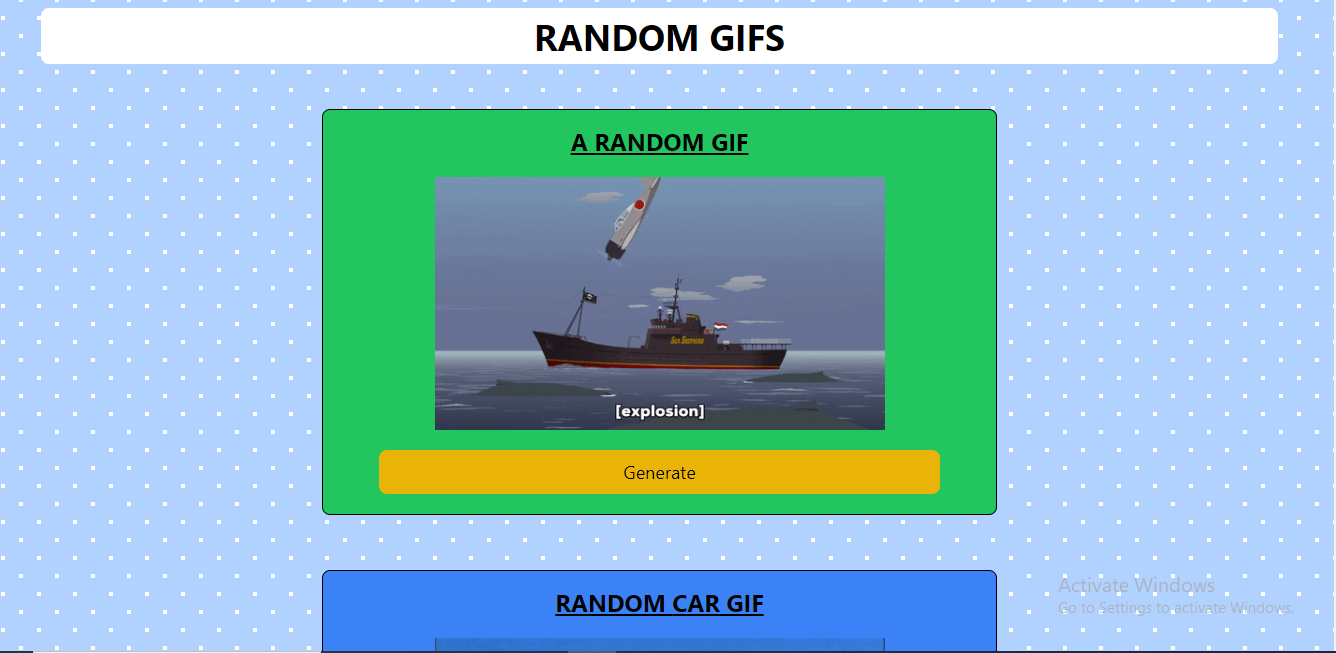 RANDOM GIFS
A RANDOM GIF
SEA SHEPHERD
[explosion]
Generate
RANDOM CAR GIF
Activate Windows
Go to Settings to activate Windows.